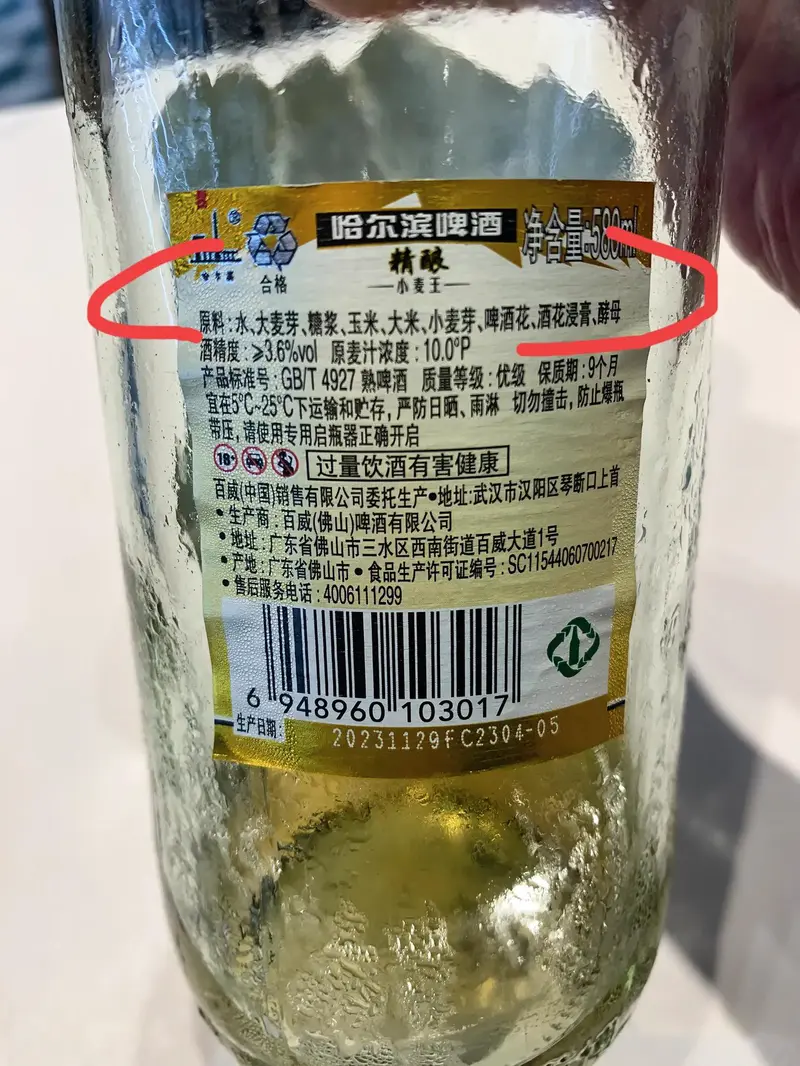 哈尔滨啤酒
净含量:580ml
精酿
小麦王
哈尔滨
合格
原料:水、大麦芽、糖浆、玉米、大米、小麦芽、啤酒花、酒花浸膏、酵母
酒精度:⩾3.6%vol 原麦汁浓度:10.0°P
产品标准号:GB/T 4927 熟啤酒 质量等级:优级 保质期:9个月
宜在5°C~25°C下运输和贮存,严防日晒、雨淋 切勿撞击,防止爆瓶
带压,请使用专用启瓶器正确开启
18+
过量饮酒有害健康
百威(中国)销售有限公司委托生产•地址:武汉市汉阳区琴断口上首
•生产商:百威(佛山)啤酒有限公司
•地址:广东省佛山市三水区西南街道百威大道1号
•产地:广东省佛山市•食品生产许可证编号:SC11544060700217
•售后服务电话:4006111299
6 948960 103017
生产日期:
20231129FC2304-05